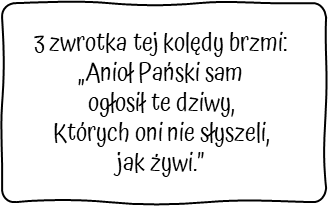 3 zwrotka tej kolędy brzmi:
„Anioł Pański sam
ogłosił te dziwy,
Których oni nie słyszeli,
jak żywi.”